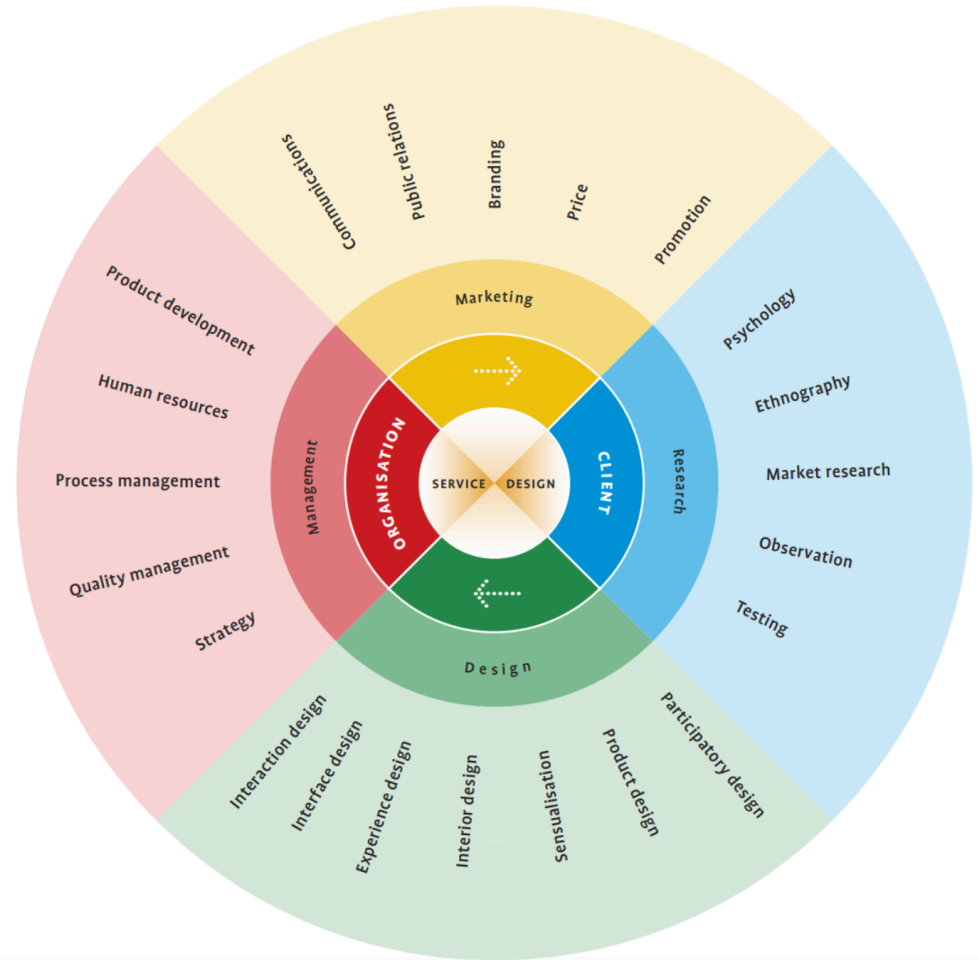 Communications
Public relations
Branding
Price
Promotion
Marketing
Product development
Human resources
Process management
Quality management
Strategy
Management
ORGANISATION
SERVICE DESIGN
CLIENT
Research
Psychology
Ethnography
Market research
Observation
Testing
Design
Interaction design
Interface design
Experience design
Interior design
Sensualisation
Product design
Participatory design